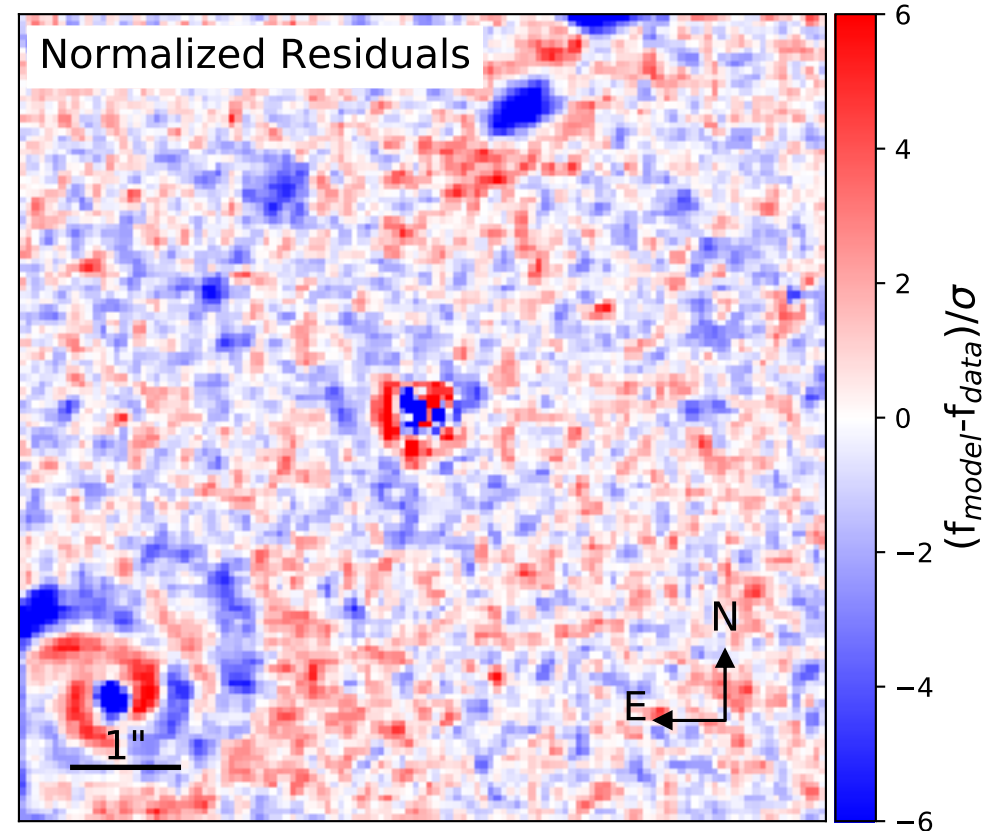 Normalized Residuals
N
E
1"
6
4
2
0
−2
−4
−6
(f_model-f_data)/σ